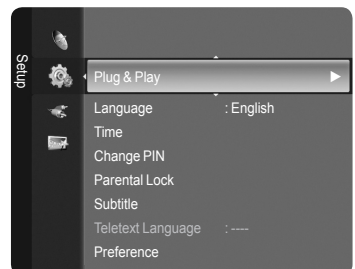 Setup
Plug & Play
Language : English
Time
Change PIN
Parental Lock
Subtitle
Teletext Language : ----
Preference